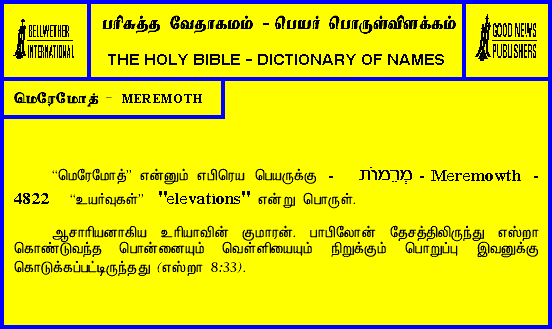 BELLWETHER
INTERNATIONAL
பரிசுத்த வேதாகமம் - பெயர் பொருள்விளக்கம்
THE HOLY BIBLE - DICTIONARY OF NAMES
GOOD NEWS
PUBLISHERS
மெரேமோத் - MEREMOTH
“மெரேமோத்” என்னும் எபிரெய பெயருக்கு - מְרֵמוֹת - Meremowth -
4822 “உயர்வுகள்” "elevations" என்று பொருள்.
ஆசாரியனாகிய உரியாவின் குமாரன். பாபிலோன் தேசத்திலிருந்து எஸ்றா
கொண்டுவந்த பொன்னையும் வெள்ளியையும் நிறுக்கும் பொறுப்பு இவனுக்கு
கொடுக்கப்பட்டிருந்தது (எஸ்றா 8:33).